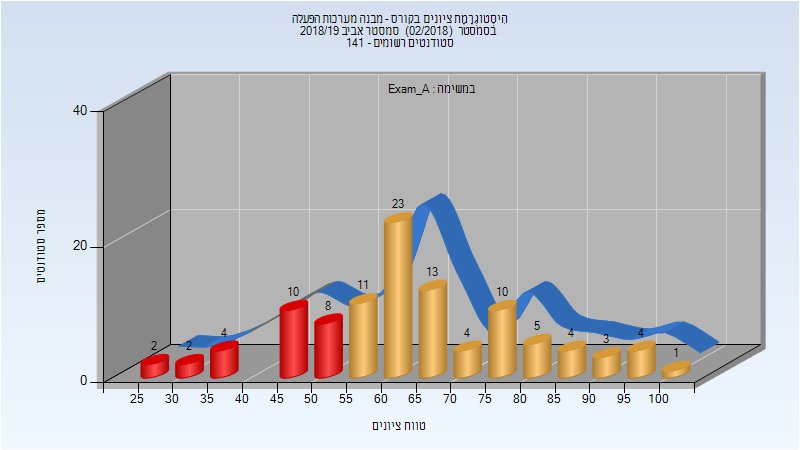 היסטוגרמת ציונים בקורס - מבנה מערכות הפעלה
בסמסטר (02/2018) סמסטר אביב 2018/19
סטודנטים רשומים - 141
במשימה : Exam_A
מספר סטודנטים
40
20
0
2
2
4
10
8
11
23
13
4
10
5
4
3
4
1
25 30 35 40 45 50 55 60 65 70 75 80 85 90 95 100
טווח ציונים